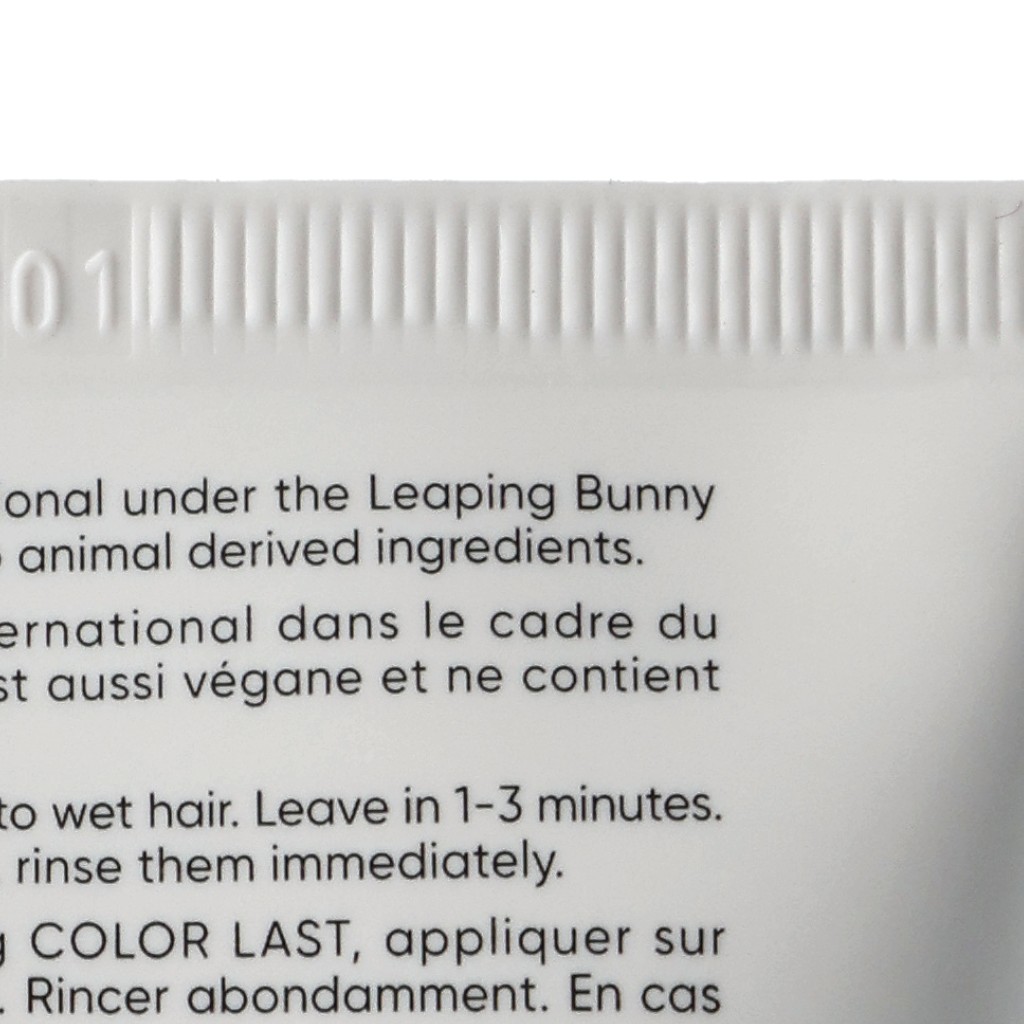 01
ional under the Leaping Bunny
animal derived ingredients.
ernational dans le cadre du
st aussi végane et ne contient
to wet hair. Leave in 1-3 minutes.
rinse them immediately.
g COLOR LAST, appliquer sur
. Rincer abondamment. En cas